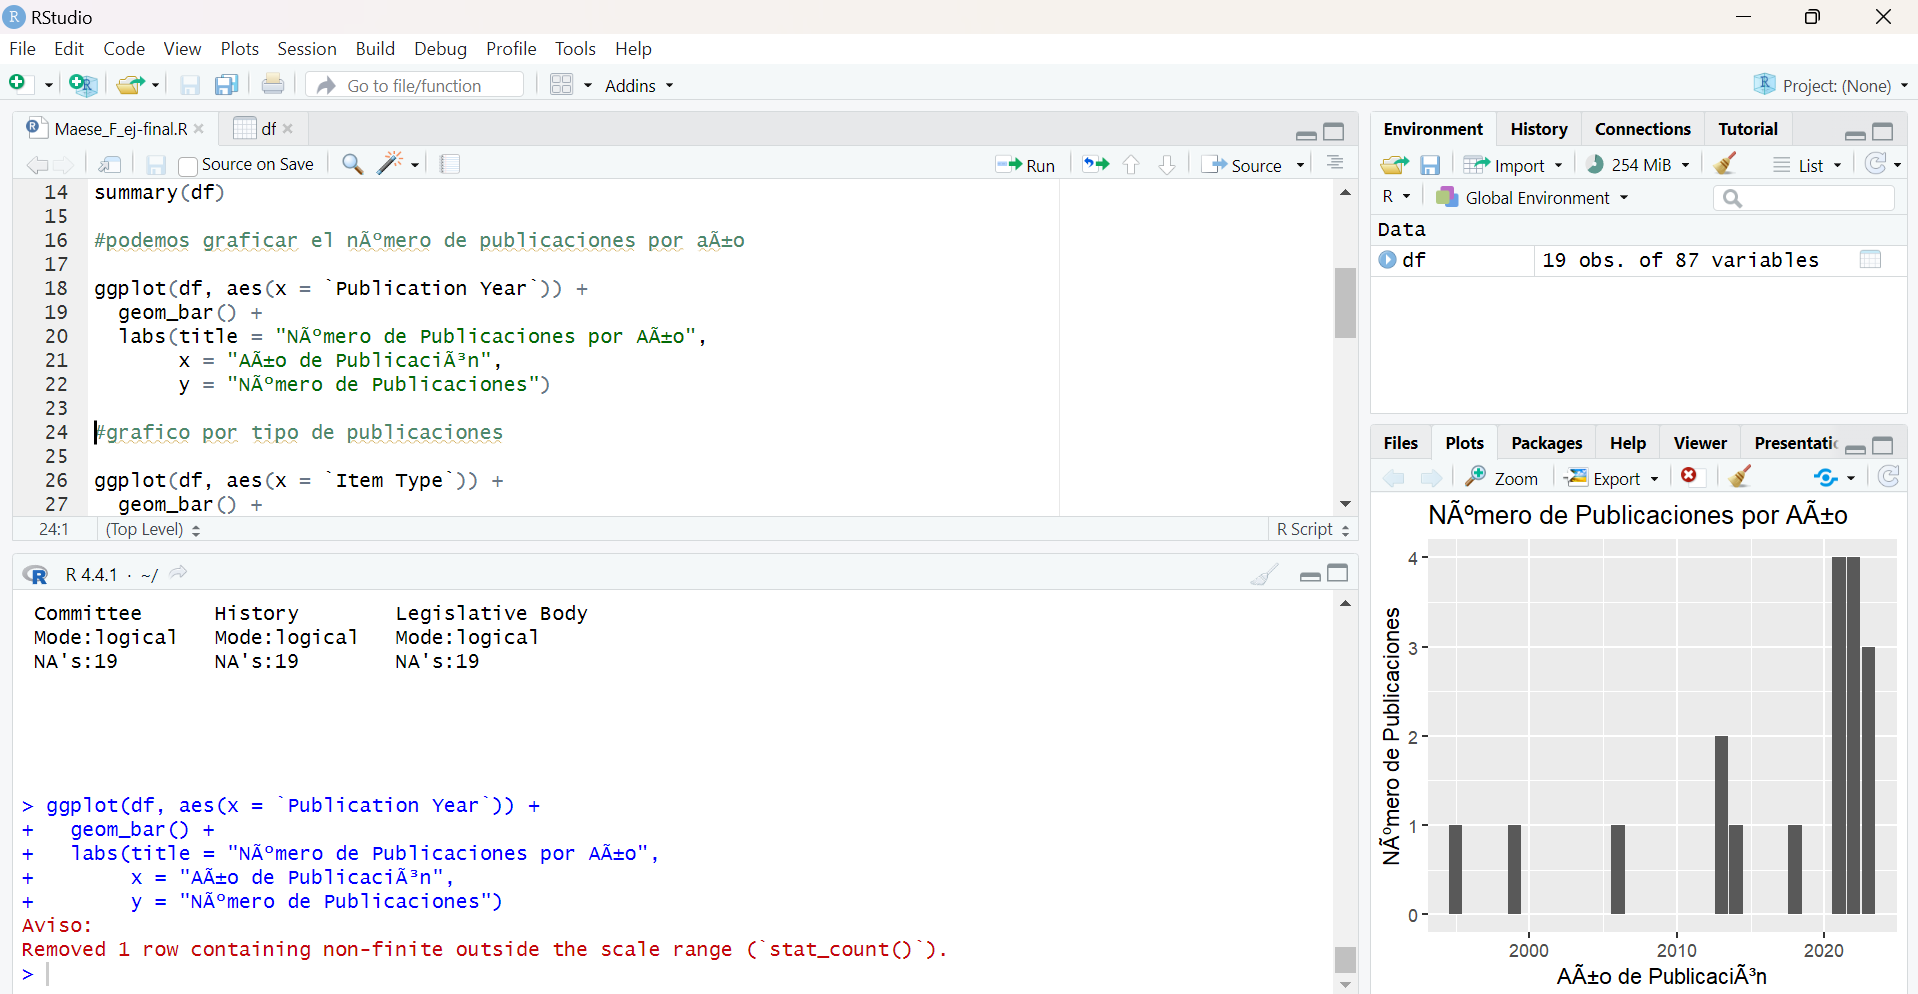 RStudio
File Edit Code View Plots Session Build Debug Profile Tools Help
Go to file/function Addins Project: (None)
Maese_F_ej-final.R df
Source on Save Run Source
14 summary(df)
15
16 #podemos graficar el nÃºmero de publicaciones por aÃ±o
17
18 ggplot(df, aes(x = `Publication Year`)) +
19 geom_bar() +
20 labs(title = "NÃºmero de Publicaciones por AÃ±o",
21 x = "AÃ±o de PublicaciÃ³n",
22 y = "NÃºmero de Publicaciones")
23
24 #grafico por tipo de publicaciones
25
26 ggplot(df, aes(x = `Item Type`)) +
27 geom_bar() +
24:1 (Top Level) R Script
R 4.4.1 · ~/
Committee History Legislative Body
Mode:logical Mode:logical Mode:logical
NA's:19 NA's:19 NA's:19
> ggplot(df, aes(x = `Publication Year`)) +
+ geom_bar() +
+ labs(title = "NÃºmero de Publicaciones por AÃ±o",
+ x = "AÃ±o de PublicaciÃ³n",
+ y = "NÃºmero de Publicaciones")
Aviso:
Removed 1 row containing non-finite outside the scale range (`stat_count()`).
>
Environment History Connections Tutorial
Import 254 MiB List
R Global Environment
Data
df 19 obs. of 87 variables
Files Plots Packages Help Viewer Presentati
Zoom Export
NÃºmero de Publicaciones por AÃ±o
NÃºmero de Publicaciones
4
3
2
1
0
2000 2010 2020
AÃ±o de PublicaciÃ³n